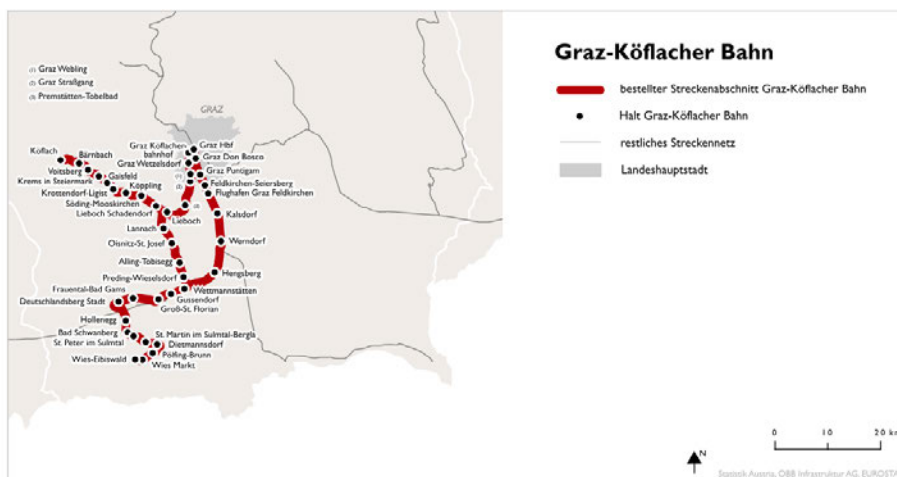 Graz-Köflacher Bahn
bestellter Streckenabschnitt Graz-Köflacher Bahn
Halt Graz-Köflacher Bahn
restliches Streckennetz
Landeshauptstadt
(1) Graz Webling
(2) Graz Straßgang
(3) Premstätten-Tobelbad
GRAZ
Graz Köflacher-
bahnhof
Graz Hbf
Graz Don Bosco
Graz Wetzelsdorf
Graz Puntigam
(1)
(2)
(3)
Feldkirchen-Seiersberg
Flughafen Graz Feldkirchen
Kalsdorf
Werndorf
Hengsberg
Köflach
Bärnbach
Voitsberg
Gaisfeld
Krems in Steiermark
Köppling
Krottendorf-Ligist
Söding-Mooskirchen
Lieboch Schadendorf
Lieboch
Lannach
Oisnitz-St. Josef
Alling-Tobisegg
Preding-Wieselsdorf
Wettmannstätten
Frauental-Bad Gams
Gussendorf
Groß-St. Florian
Deutschlandsberg Stadt
Hollenegg
Bad Schwanberg
St. Peter im Sulmtal
St. Martin im Sulmtal-Bergla
Dietmannsdorf
Pölfing-Brunn
Wies-Eibiswald
Wies Markt
0 10 20 km
N
Statistik Austria, ÖBB Infrastruktur AG, EUROSTA